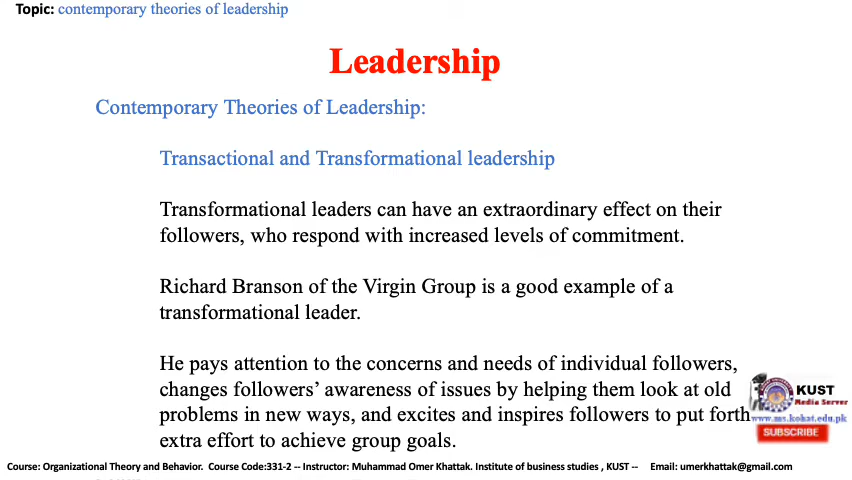 Topic: contemporary theories of leadership
Leadership
Contemporary Theories of Leadership:
Transactional and Transformational leadership
Transformational leaders can have an extraordinary effect on their
followers, who respond with increased levels of commitment.
Richard Branson of the Virgin Group is a good example of a
transformational leader.
He pays attention to the concerns and needs of individual followers,
changes followers’ awareness of issues by helping them look at old
problems in new ways, and excites and inspires followers to put forth
extra effort to achieve group goals.
KUST
Media Server
www.ms.kokat.edu.pk
SUBSCRIBE
Course: Organizational Theory and Behavior. Course Code:331-2 -- Instructor: Muhammad Omer Khattak. Institute of business studies , KUST -- Email: umerkhattak@gmail.com